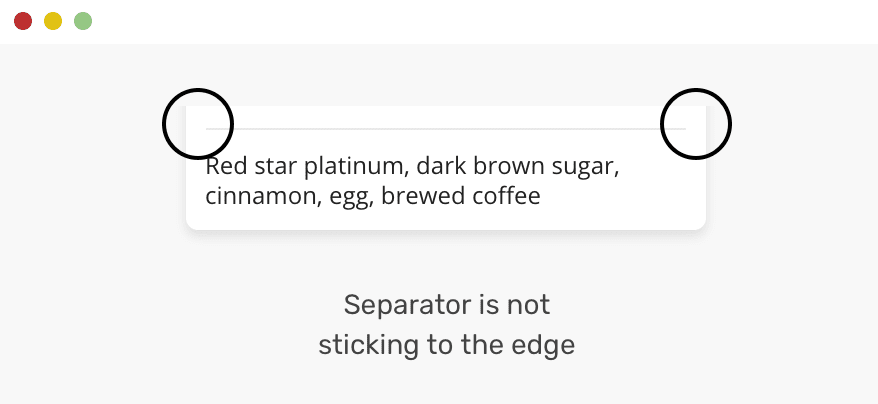 Red star platinum, dark brown sugar,
cinnamon, egg, brewed coffee
Separator is not
sticking to the edge